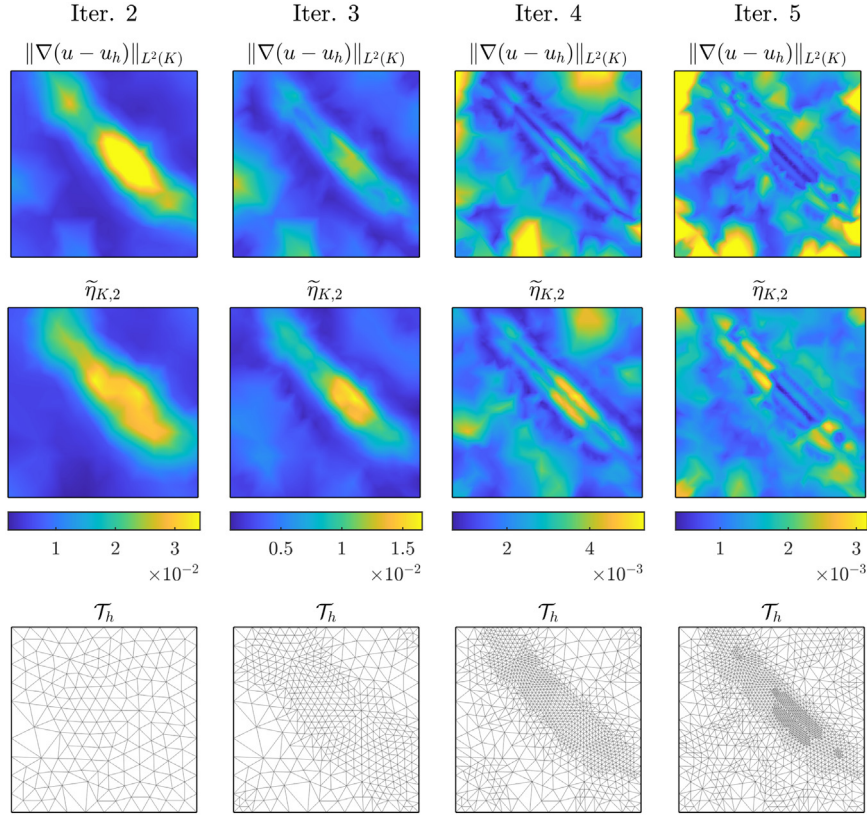 Iter. 2 Iter. 3 Iter. 4 Iter. 5
∥∇(u − u_h)∥_{L²(K)} ∥∇(u − u_h)∥_{L²(K)} ∥∇(u − u_h)∥_{L²(K)} ∥∇(u − u_h)∥_{L²(K)}
η̃_{K,2} η̃_{K,2} η̃_{K,2} η̃_{K,2}
1 2 3 0.5 1 1.5 2 4 1 2 3
×10⁻² ×10⁻² ×10⁻³ ×10⁻³
𝒯_h 𝒯_h 𝒯_h 𝒯_h